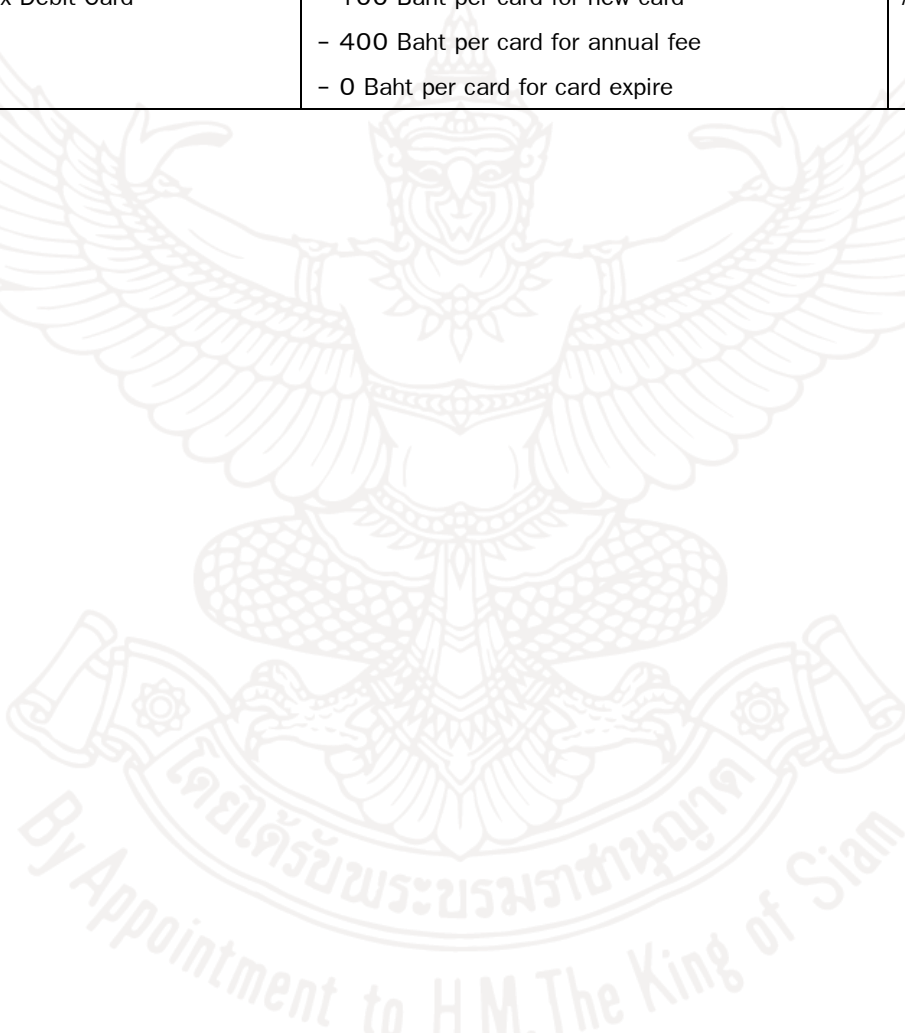 x Debit Card
100 Baht per card for new card
– 400 Baht per card for annual fee
– 0 Baht per card for card expire
โดยได้รับพระบรมราชานุญาต
By Appointment to H.M. The King of Siam